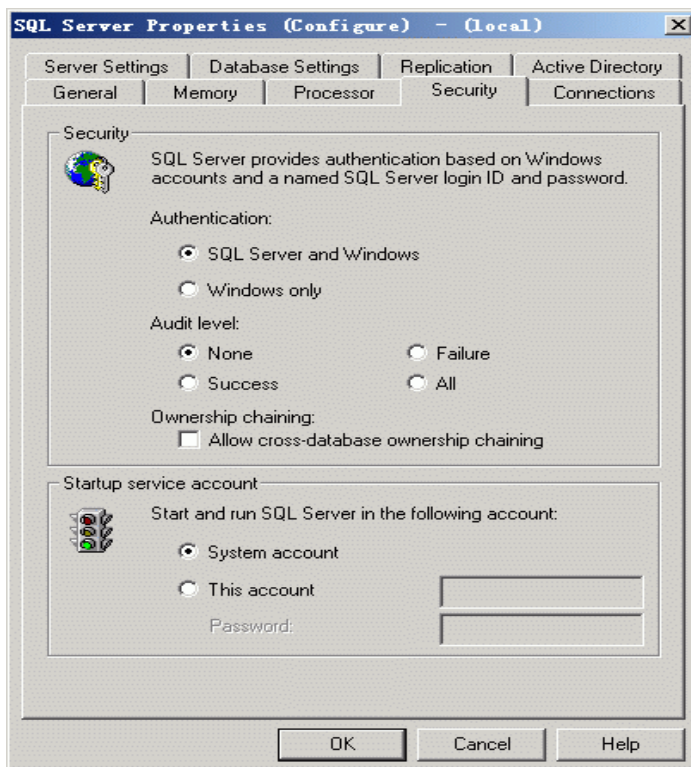 SQL Server Properties (Configure) - (local)
Server Settings
Database Settings
Replication
Active Directory
General
Memory
Processor
Security
Connections
Security
SQL Server provides authentication based on Windows
accounts and a named SQL Server login ID and password.
Authentication:
SQL Server and Windows
Windows only
Audit level:
None
Failure
Success
All
Ownership chaining:
Allow cross-database ownership chaining
Startup service account
Start and run SQL Server in the following account:
System account
This account
Password:
OK
Cancel
Help